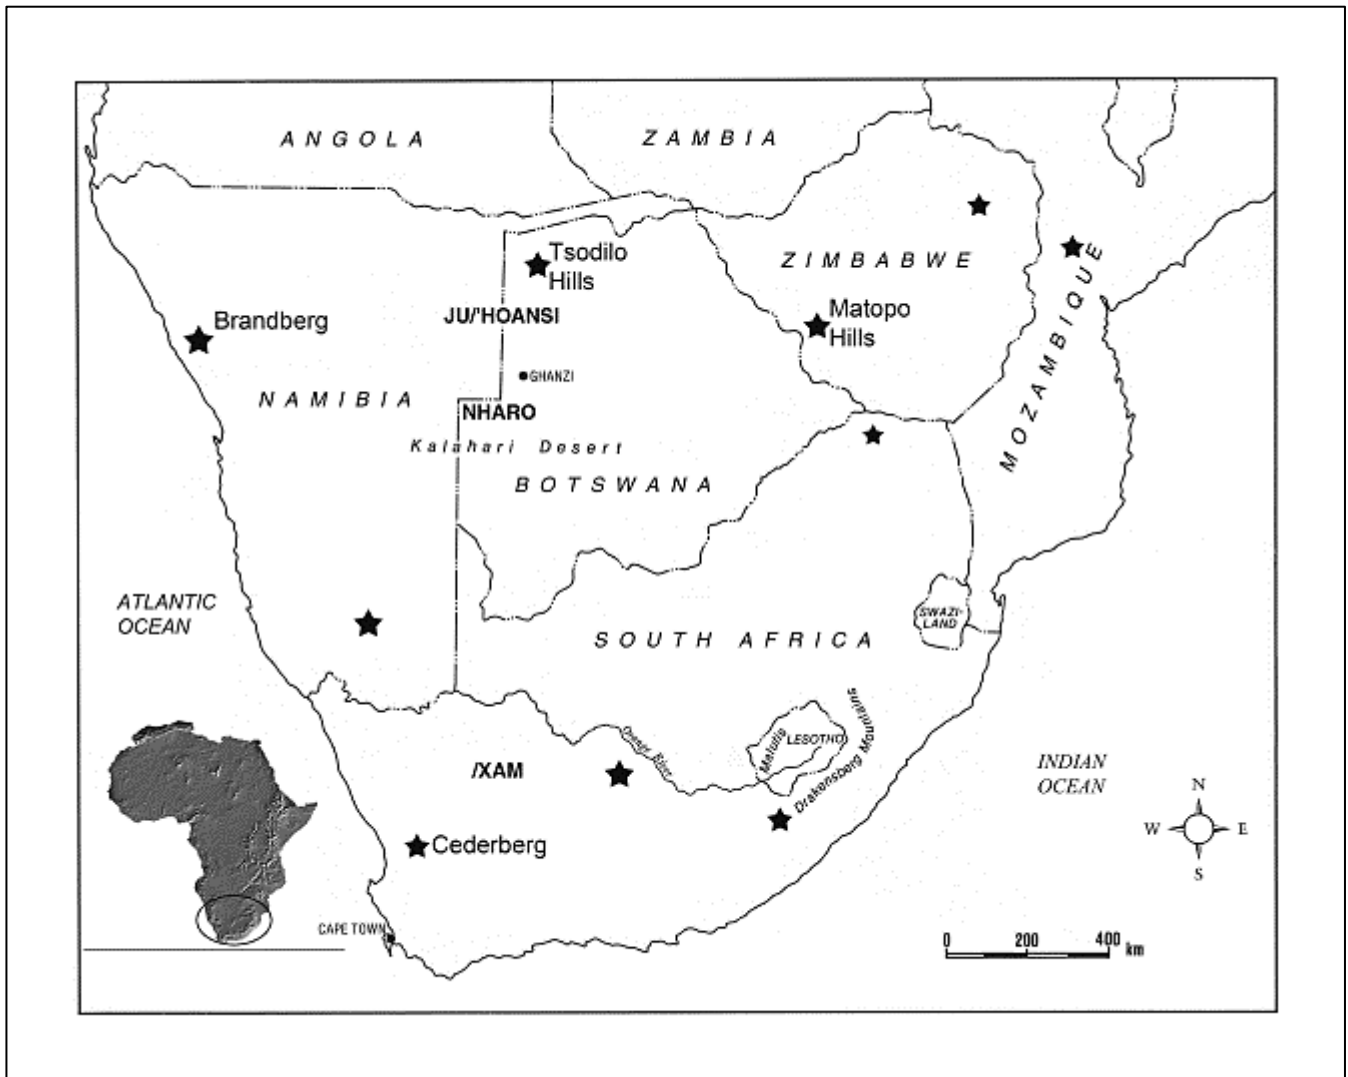 ANGOLA
ZAMBIA
Tsodilo
Hills
ZIMBABWE
JU/'HOANSI
Brandberg
Matopo
Hills
MOZAMBIQUE
GHANZI
NAMIBIA
NHARO
Kalahari Desert
BOTSWANA
ATLANTIC
OCEAN
SWAZI-
LAND
SOUTH AFRICA
Orange River
Malutis
LESOTHO
Drakensberg Mountains
/XAM
INDIAN
OCEAN
N
W E
S
Cederberg
CAPE TOWN
0 200 400 km